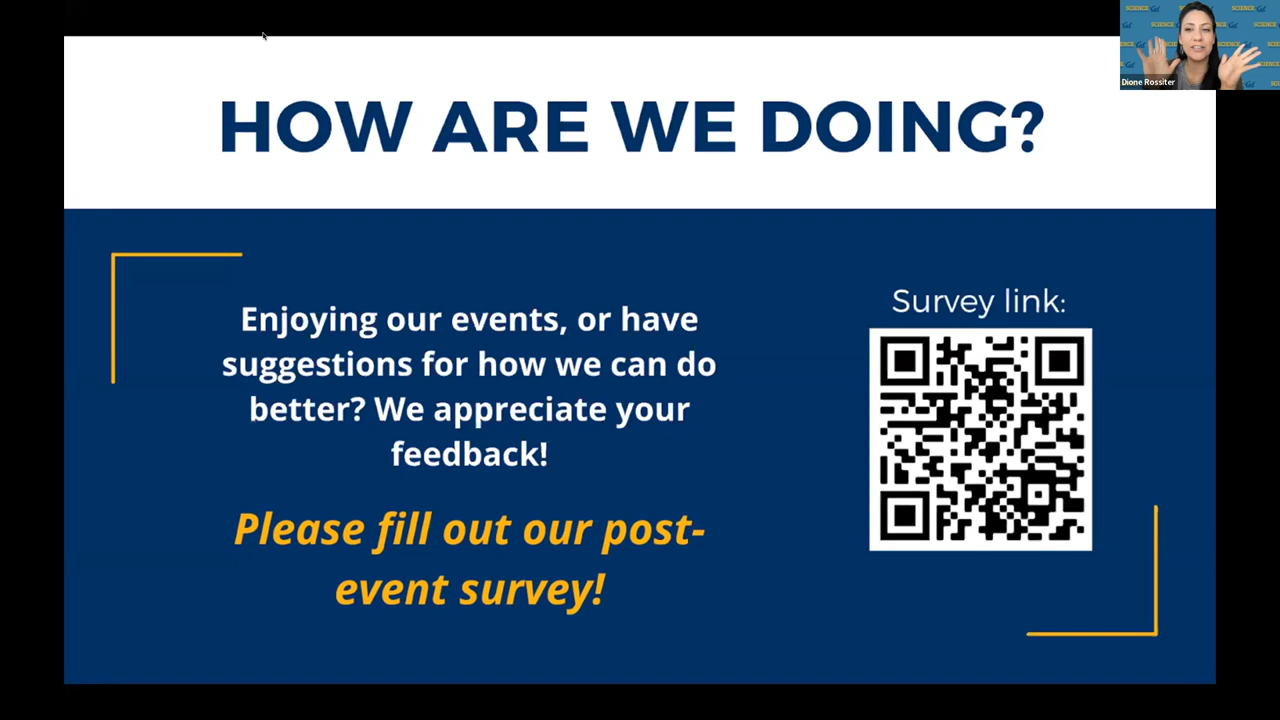 HOW ARE WE DOING?
Enjoying our events, or have
suggestions for how we can do
better? We appreciate your
feedback!
Please fill out our post-
event survey!
Survey link:
SCIENCE
Dione Rossiter